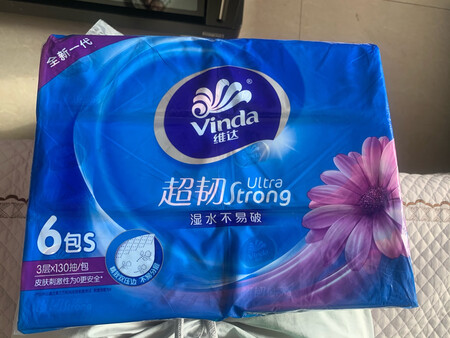 全新一代
Vinda
维达
超韧 Ultra Strong
湿水不易破
6包S
3层x130抽/包
皮肤刺激性为0更安全*